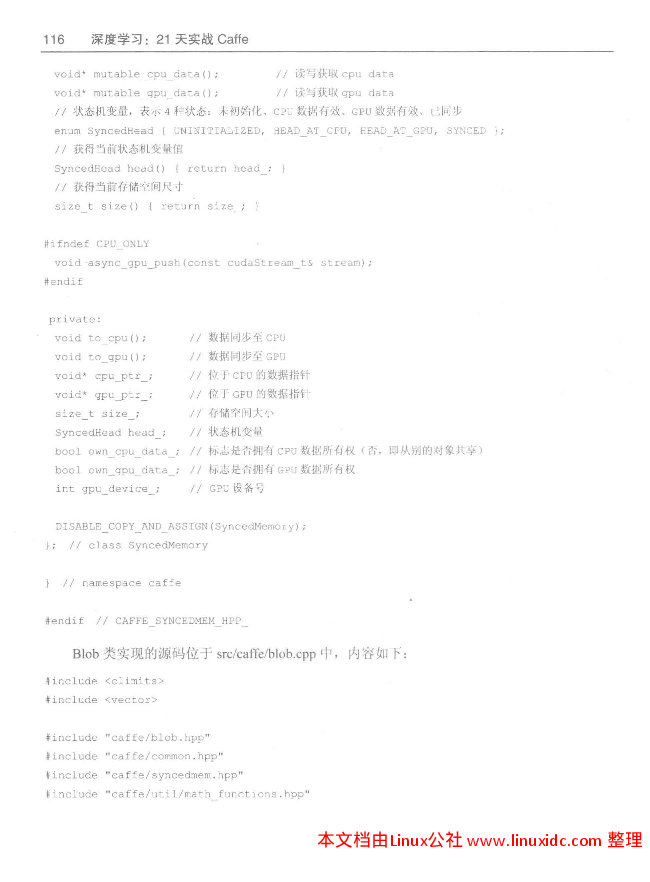 116 深度学习：21 天实战 Caffe
void* mutable_cpu_data(); // 读写获取 cpu data
void* mutable_gpu_data(); // 读写获取 gpu data
// 状态机变量，表示 4 种状态：未初始化、CPU 数据有效、GPU 数据有效、已同步
enum SyncedHead { UNINITIALIZED, HEAD_AT_CPU, HEAD_AT_GPU, SYNCED };
// 获得当前状态机变量值
SyncedHead head() { return head_; }
// 获得当前存储空间尺寸
size_t size() { return size_; }
#ifndef CPU_ONLY
void async_gpu_push(const cudaStream_t& stream);
#endif
private:
void to_cpu(); // 数据同步至 CPU
void to_gpu(); // 数据同步至 GPU
void* cpu_ptr_; // 位于 CPU 的数据指针
void* gpu_ptr_; // 位于 GPU 的数据指针
size_t size_; // 存储空间大小
SyncedHead head_; // 状态机变量
bool own_cpu_data_; // 标志是否拥有 CPU 数据所有权（否，即从别的对象共享）
bool own_gpu_data_; // 标志是否拥有 GPU 数据所有权
int gpu_device_; // GPU 设备号
DISABLE_COPY_AND_ASSIGN(SyncedMemory);
}; // class SyncedMemory
} // namespace caffe
#endif // CAFFE_SYNCEDMEM_HPP_
Blob 类实现的源码位于 src/caffe/blob.cpp 中，内容如下：
#include <climits>
#include <vector>
#include "caffe/blob.hpp"
#include "caffe/common.hpp"
#include "caffe/syncedmem.hpp"
#include "caffe/util/math_functions.hpp"
本文档由Linux公社 www.linuxidc.com 整理